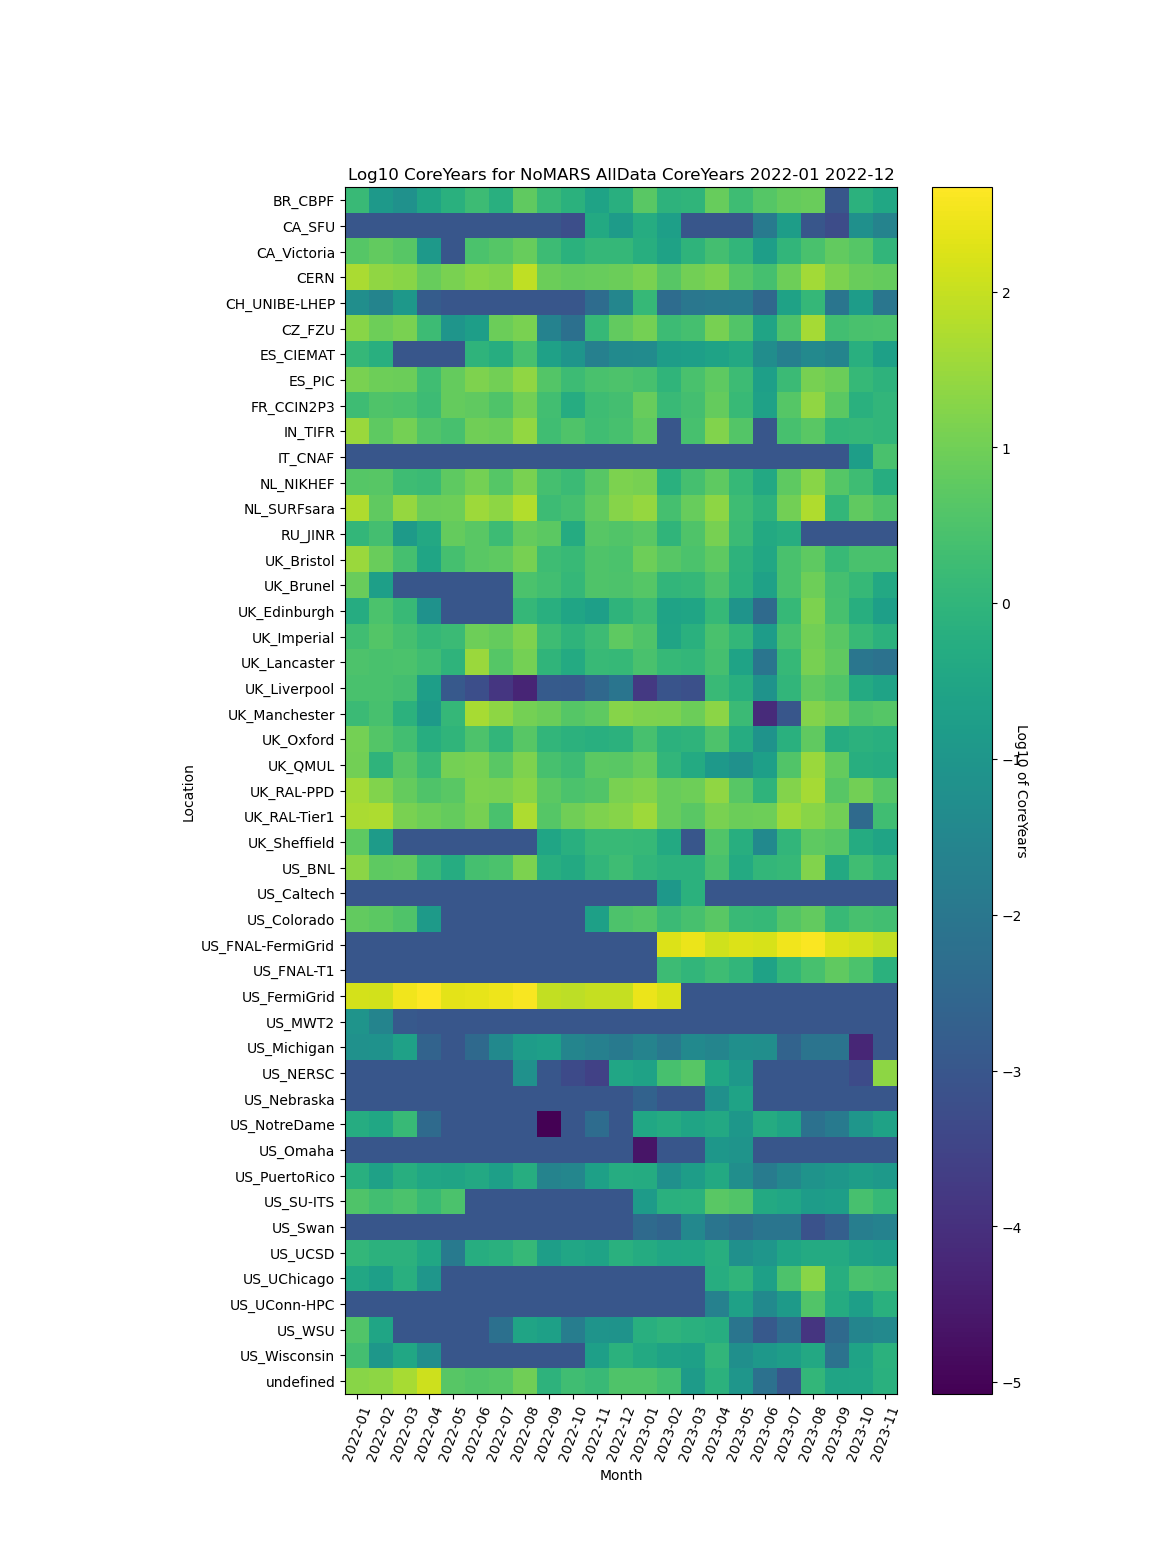 Log10 CoreYears for NoMARS AllData CoreYears 2022-01 2022-12
BR_CBPF
CA_SFU
CA_Victoria
CERN
CH_UNIBE-LHEP
CZ_FZU
ES_CIEMAT
ES_PIC
FR_CCIN2P3
IN_TIFR
IT_CNAF
NL_NIKHEF
NL_SURFsara
RU_JINR
UK_Bristol
UK_Brunel
UK_Edinburgh
UK_Imperial
UK_Lancaster
UK_Liverpool
UK_Manchester
UK_Oxford
UK_QMUL
UK_RAL-PPD
UK_RAL-Tier1
UK_Sheffield
US_BNL
US_Caltech
US_Colorado
US_FNAL-FermiGrid
US_FNAL-T1
US_FermiGrid
US_MWT2
US_Michigan
US_NERSC
US_Nebraska
US_NotreDame
US_Omaha
US_PuertoRico
US_SU-ITS
US_Swan
US_UCSD
US_UChicago
US_UConn-HPC
US_WSU
US_Wisconsin
undefined
Location
2022-01
2022-02
2022-03
2022-04
2022-05
2022-06
2022-07
2022-08
2022-09
2022-10
2022-11
2022-12
2023-01
2023-02
2023-03
2023-04
2023-05
2023-06
2023-07
2023-08
2023-09
2023-10
2023-11
Month
2
1
0
−1
−2
−3
−4
−5
Log10 of CoreYears